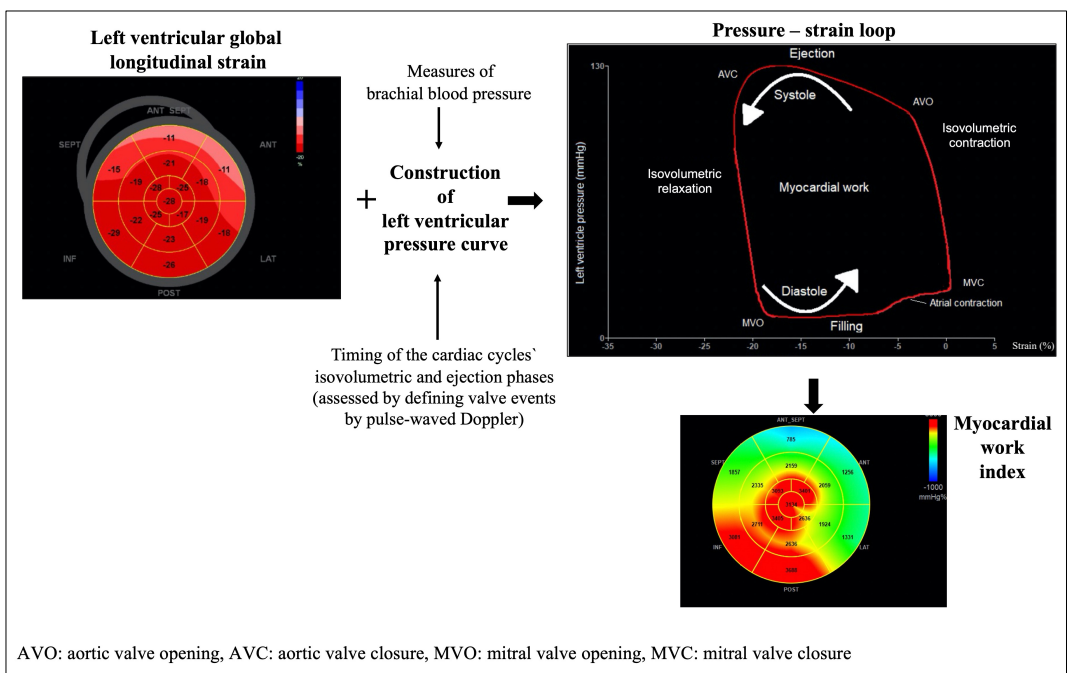 Left ventricular global
longitudinal strain
ANT_SEPT
SEPT
ANT
-11
-15
-11
-21
-19
-18
-26
-25
-28
-25
-17
-22
-19
-29
-19
-23
-26
INF
LAT
POST
%
+
Measures of
brachial blood pressure
Construction
of
left ventricular
pressure curve
Timing of the cardiac cycles`
isovolumetric and ejection phases
(assessed by defining valve events
by pulse-waved Doppler)
Pressure – strain loop
Ejection
130
AVC
Systole
AVO
Isovolumetric
contraction
Isovolumetric
relaxation
Myocardial work
Left ventricle pressure (mmHg)
Diastole
MVC
Atrial contraction
MVO
Filling
0
-35 -30 -25 -20 -15 -10 -5 0 5 Strain (%)
ANT_SEPT
785
SEPT
ANT
1857
1256
2159
2335
2059
2636
2711
1924
1331
2636
INF
LAT
POST
-1000
mmHg%
Myocardial
work
index
AVO: aortic valve opening, AVC: aortic valve closure, MVO: mitral valve opening, MVC: mitral valve closure